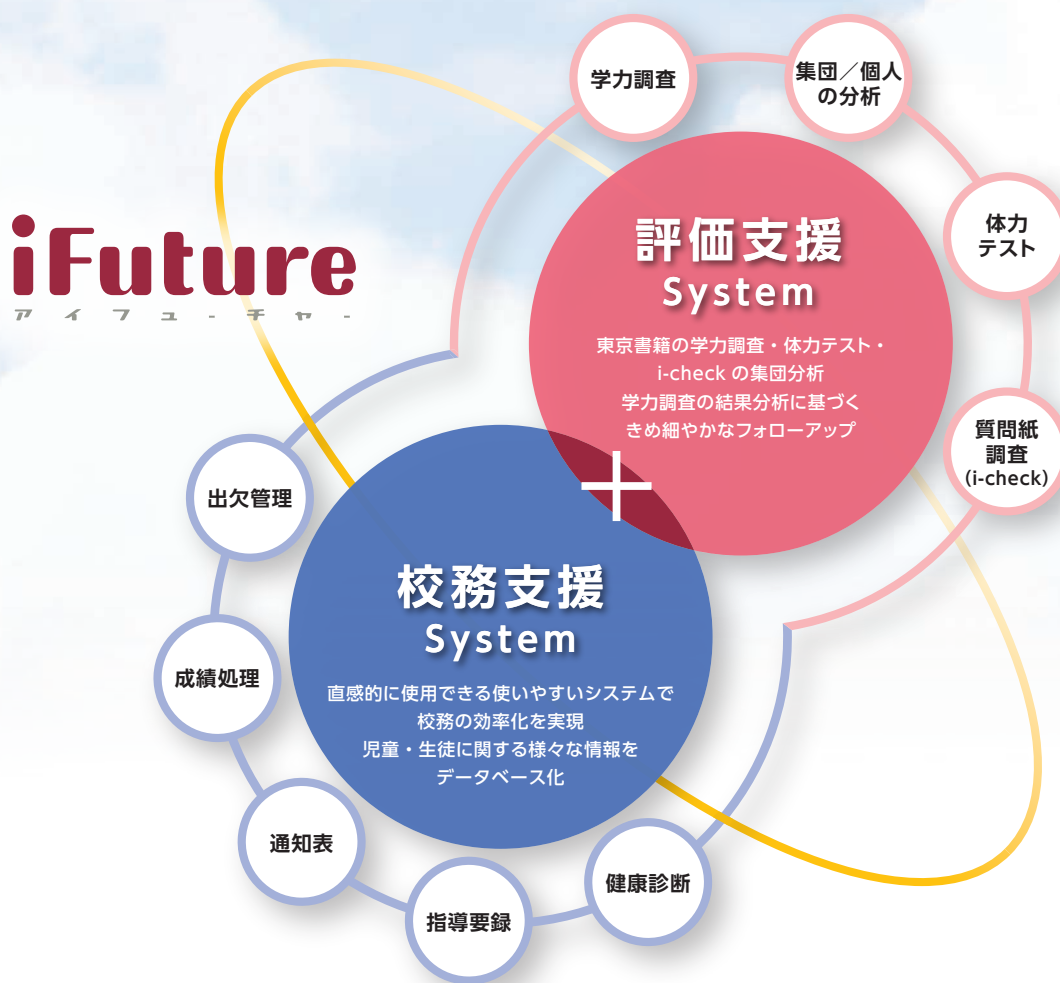 iFuture
アイフューチャー
学力調査
集団／個人
の分析
体力
テスト
質問紙
調査
(i-check)
評価支援
System
東京書籍の学力調査・体力テスト・
i-check の集団分析
学力調査の結果分析に基づく
きめ細やかなフォローアップ
校務支援
System
直感的に使用できる使いやすいシステムで
校務の効率化を実現
児童・生徒に関する様々な情報を
データベース化
出欠管理
成績処理
通知表
指導要録
健康診断